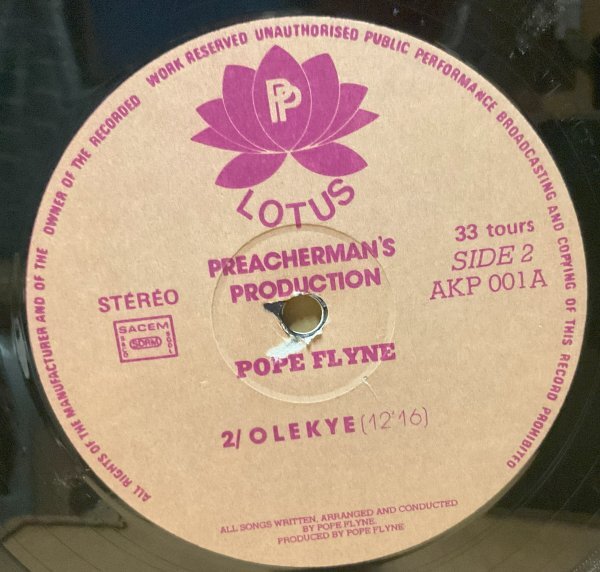 ALL RIGHTS OF THE MANUFACTURER AND OF THE OWNER OF THE RECORDED WORK RESERVED UNAUTHORISED PUBLIC PERFORMANCE BROADCASTING AND COPYING OF THIS RECORD PROHIBITED
PP
LOTUS
PREACHERMAN'S
PRODUCTION
33 tours
SIDE 2
AKP 001A
STÉRÉO
SACEM
SDRM
POPE FLYNE
2/ OLEKYE (12'16)
ALL SONGS WRITTEN, ARRANGED AND CONDUCTED
BY POPE FLYNE.
PRODUCED BY POPE FLYNE